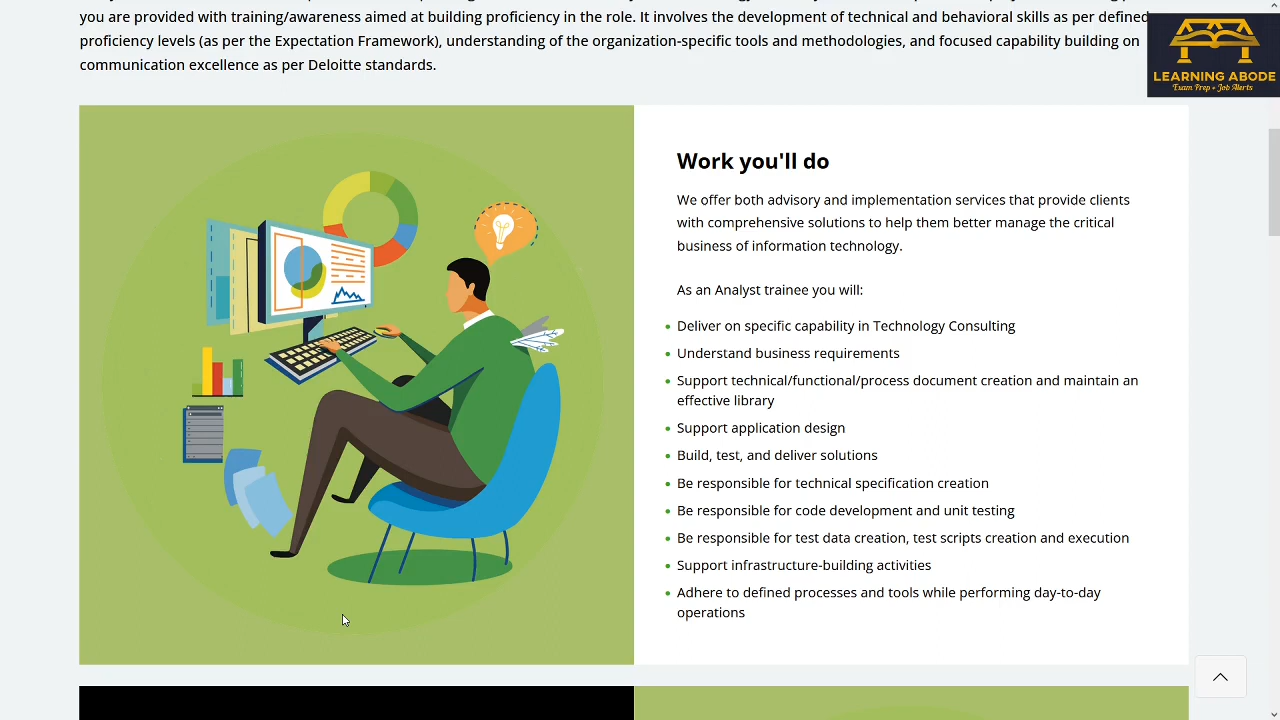 you are provided with training/awareness aimed at building proficiency in the role. It involves the development of technical and behavioral skills as per defined
proficiency levels (as per the Expectation Framework), understanding of the organization-specific tools and methodologies, and focused capability building on
communication excellence as per Deloitte standards.
LEARNING ABODE
Exam Prep + Job Alerts
Work you'll do
We offer both advisory and implementation services that provide clients
with comprehensive solutions to help them better manage the critical
business of information technology.
As an Analyst trainee you will:
Deliver on specific capability in Technology Consulting
Understand business requirements
Support technical/functional/process document creation and maintain an
effective library
Support application design
Build, test, and deliver solutions
Be responsible for technical specification creation
Be responsible for code development and unit testing
Be responsible for test data creation, test scripts creation and execution
Support infrastructure-building activities
Adhere to defined processes and tools while performing day-to-day
operations